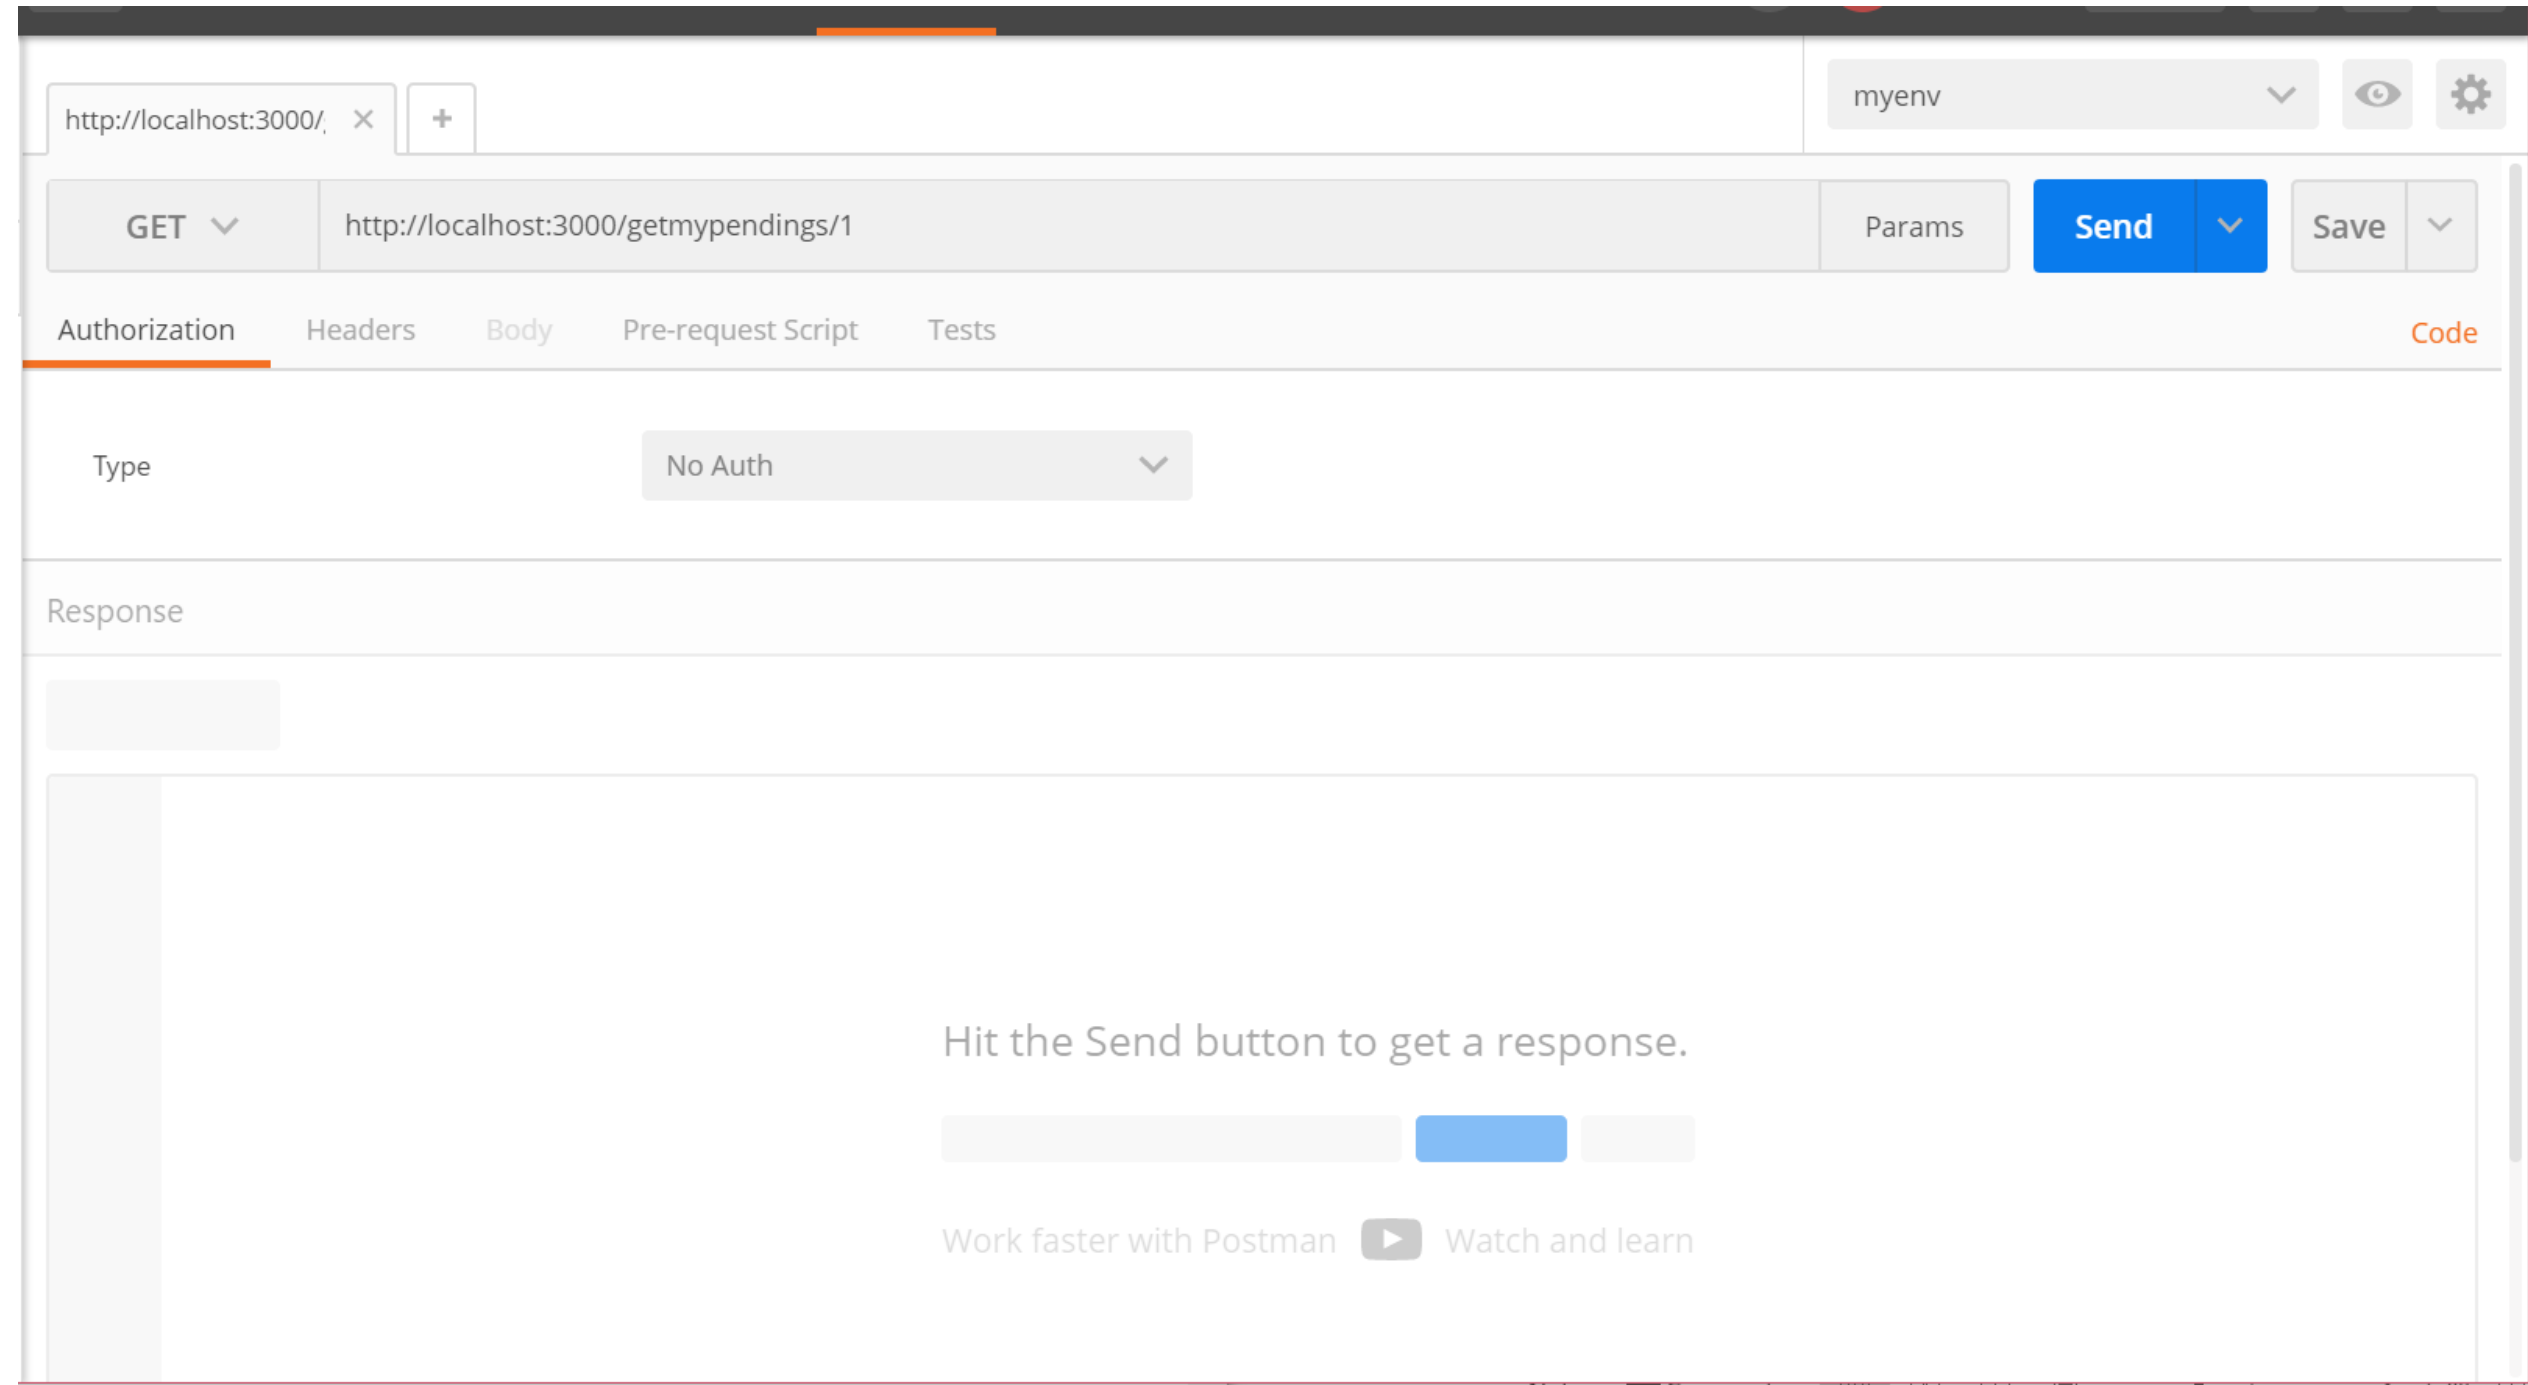 http://localhost:3000/
+
myenv
GET
http://localhost:3000/getmypendings/1
Params
Send
Save
Authorization
Headers
Body
Pre-request Script
Tests
Code
Type
No Auth
Response
Hit the Send button to get a response.
Work faster with Postman
Watch and learn